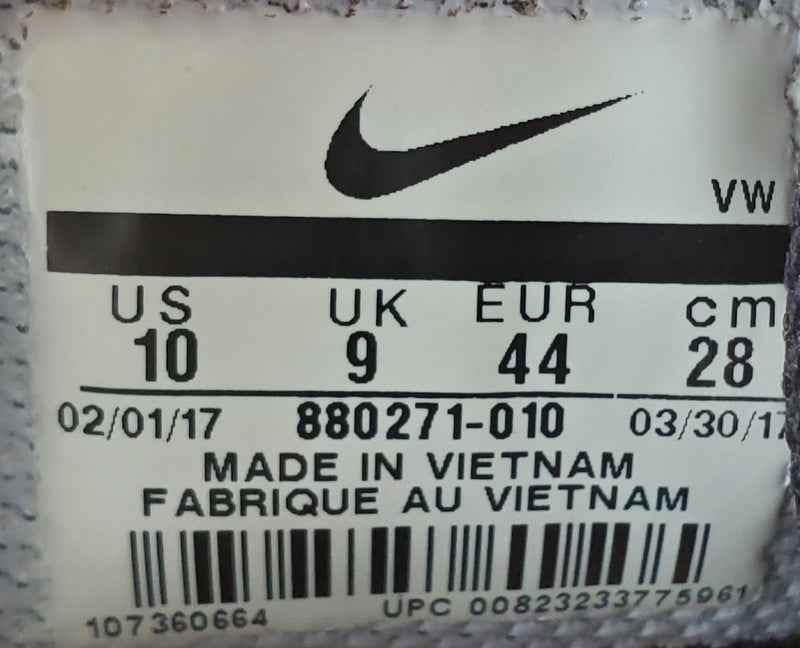 VW
US UK EUR cm
10 9 44 28
02/01/17 880271-010 03/30/17
MADE IN VIETNAM
FABRIQUE AU VIETNAM
107360664 UPC 00823233775961